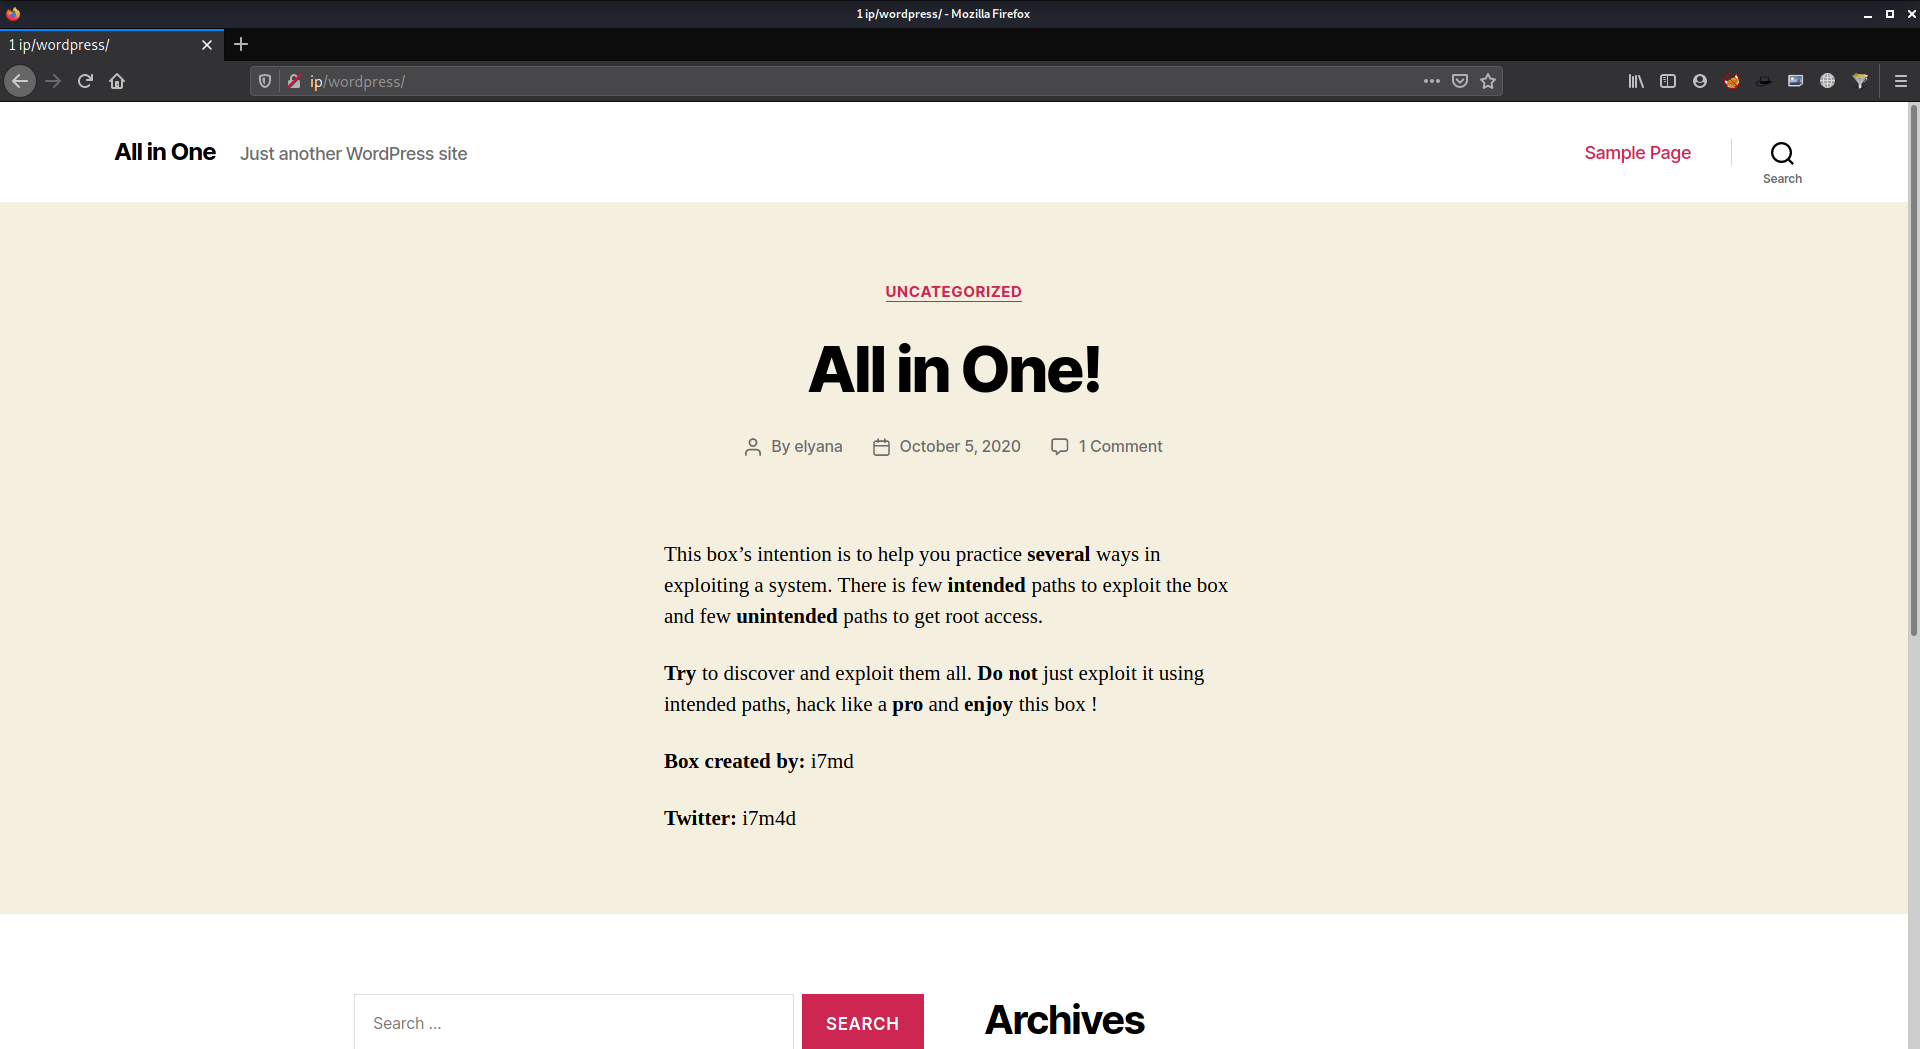 1 ip/wordpress/ - Mozilla Firefox
1 ip/wordpress/
ip/wordpress/
All in One
Just another WordPress site
Sample Page
Search
UNCATEGORIZED
All in One!
By elyana
October 5, 2020
1 Comment
This box’s intention is to help you practice several ways in
exploiting a system. There is few intended paths to exploit the box
and few unintended paths to get root access.
Try to discover and exploit them all. Do not just exploit it using
intended paths, hack like a pro and enjoy this box !
Box created by: i7md
Twitter: i7m4d
Search …
SEARCH
Archives